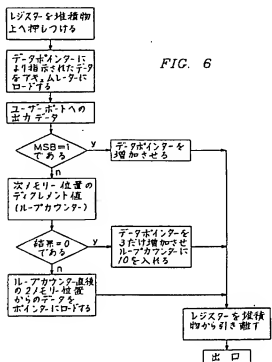 レジスターを堆積物
上へ押しつける
データポインターに
より指示されたデータ
をアキュムレーターに
ロードする
FIG. 6
ユーザーポートへの
出力データ
MSB=1
である
y
データポインターを
増加させる
n
次メモリー位置の
ディクレメント値
(ループカウンター)
結果=0
である
y
データポインターを
3だけ増加させ
ループカウンターに
10を入れる
n
ループカウンター直後
の2メモリー位置
からのデータを
ポインターにロードする
レジスターを堆積
物から引き離す
出口